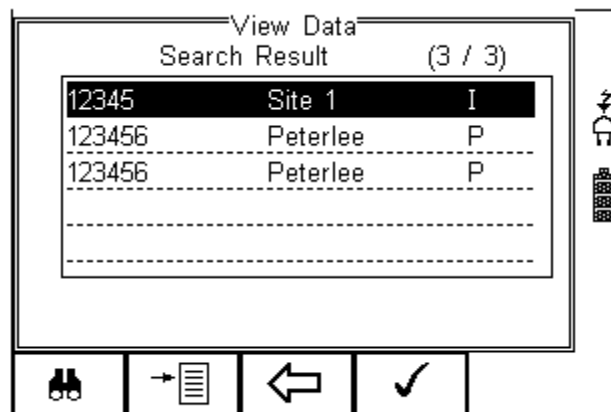 View Data
Search Result (3 / 3)
12345 Site 1 I
123456 Peterlee P
123456 Peterlee P